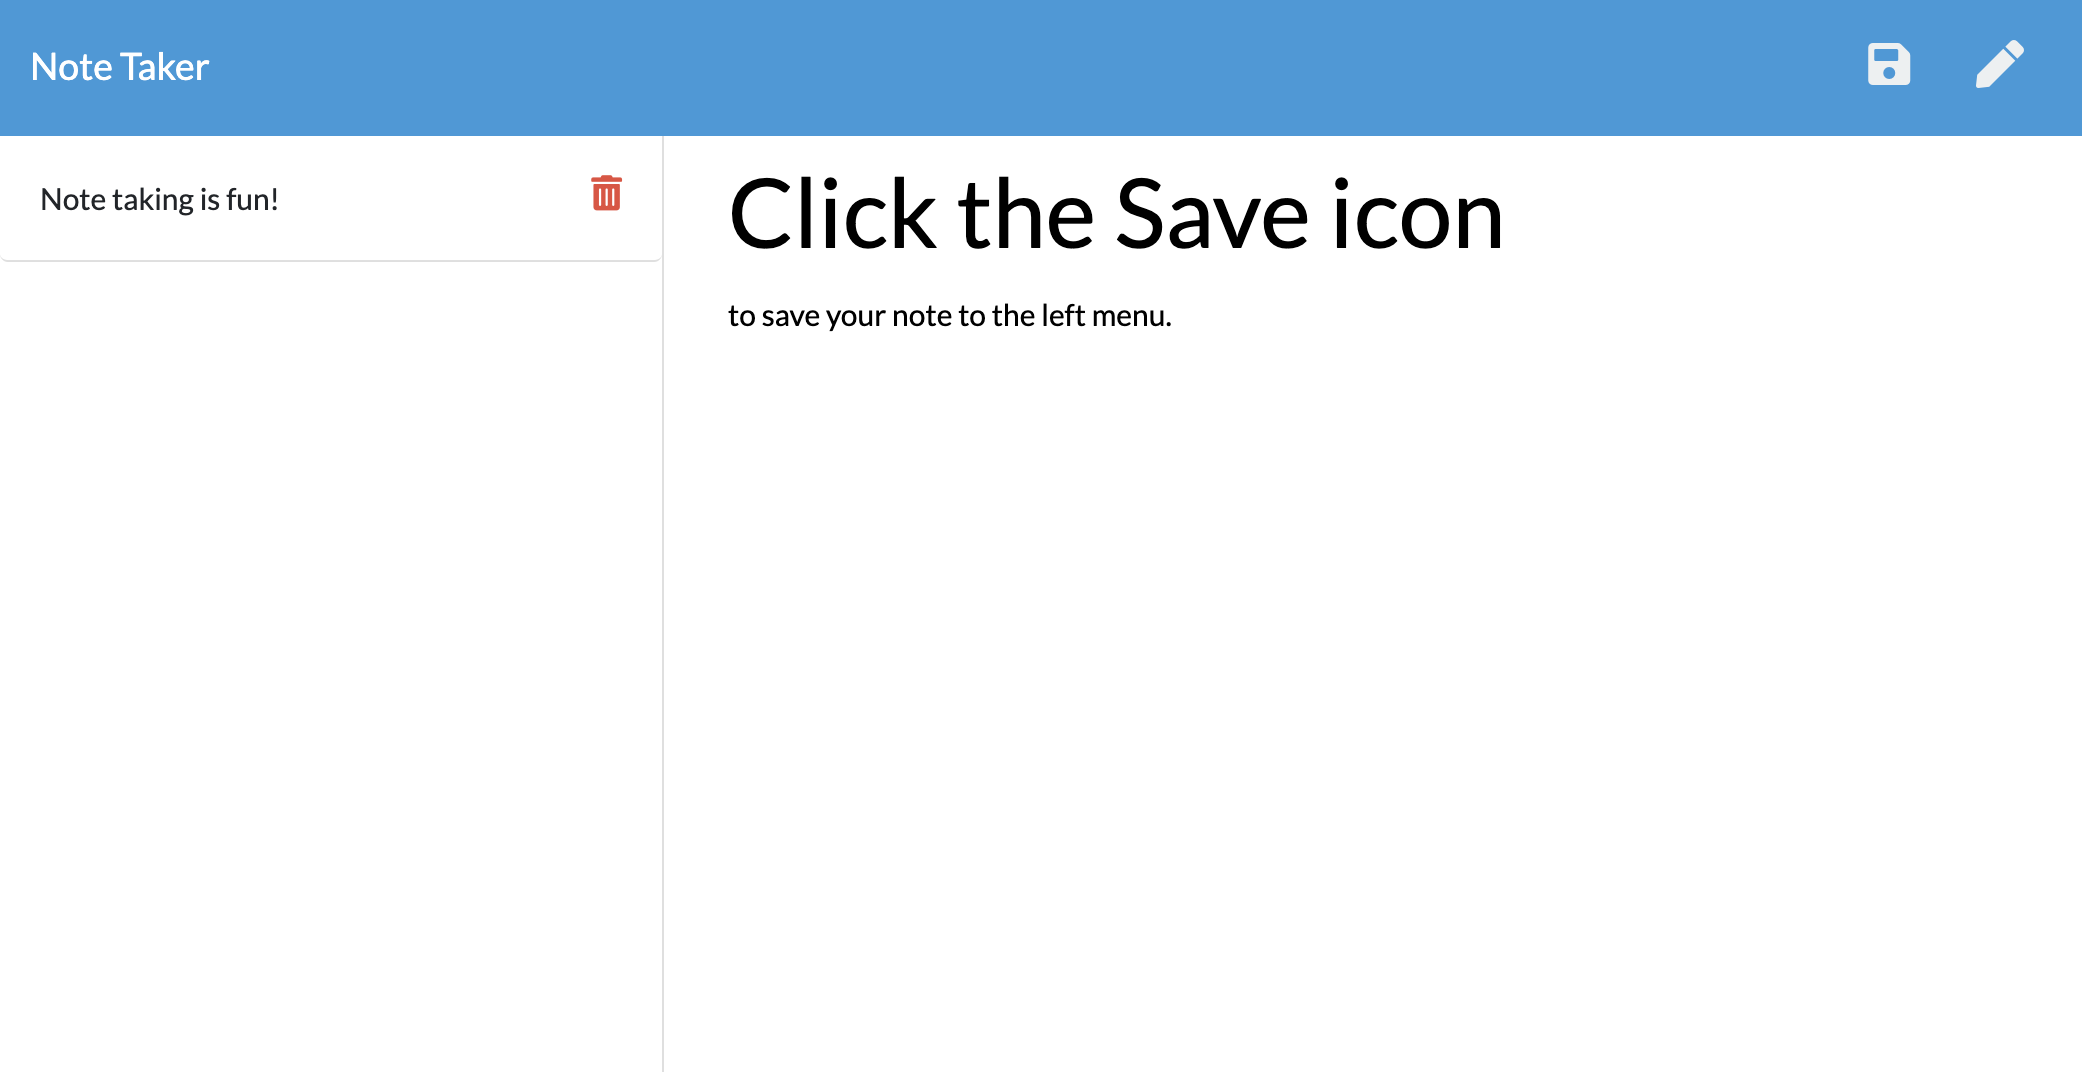 Note Taker
Note taking is fun!
Click the Save icon
to save your note to the left menu.